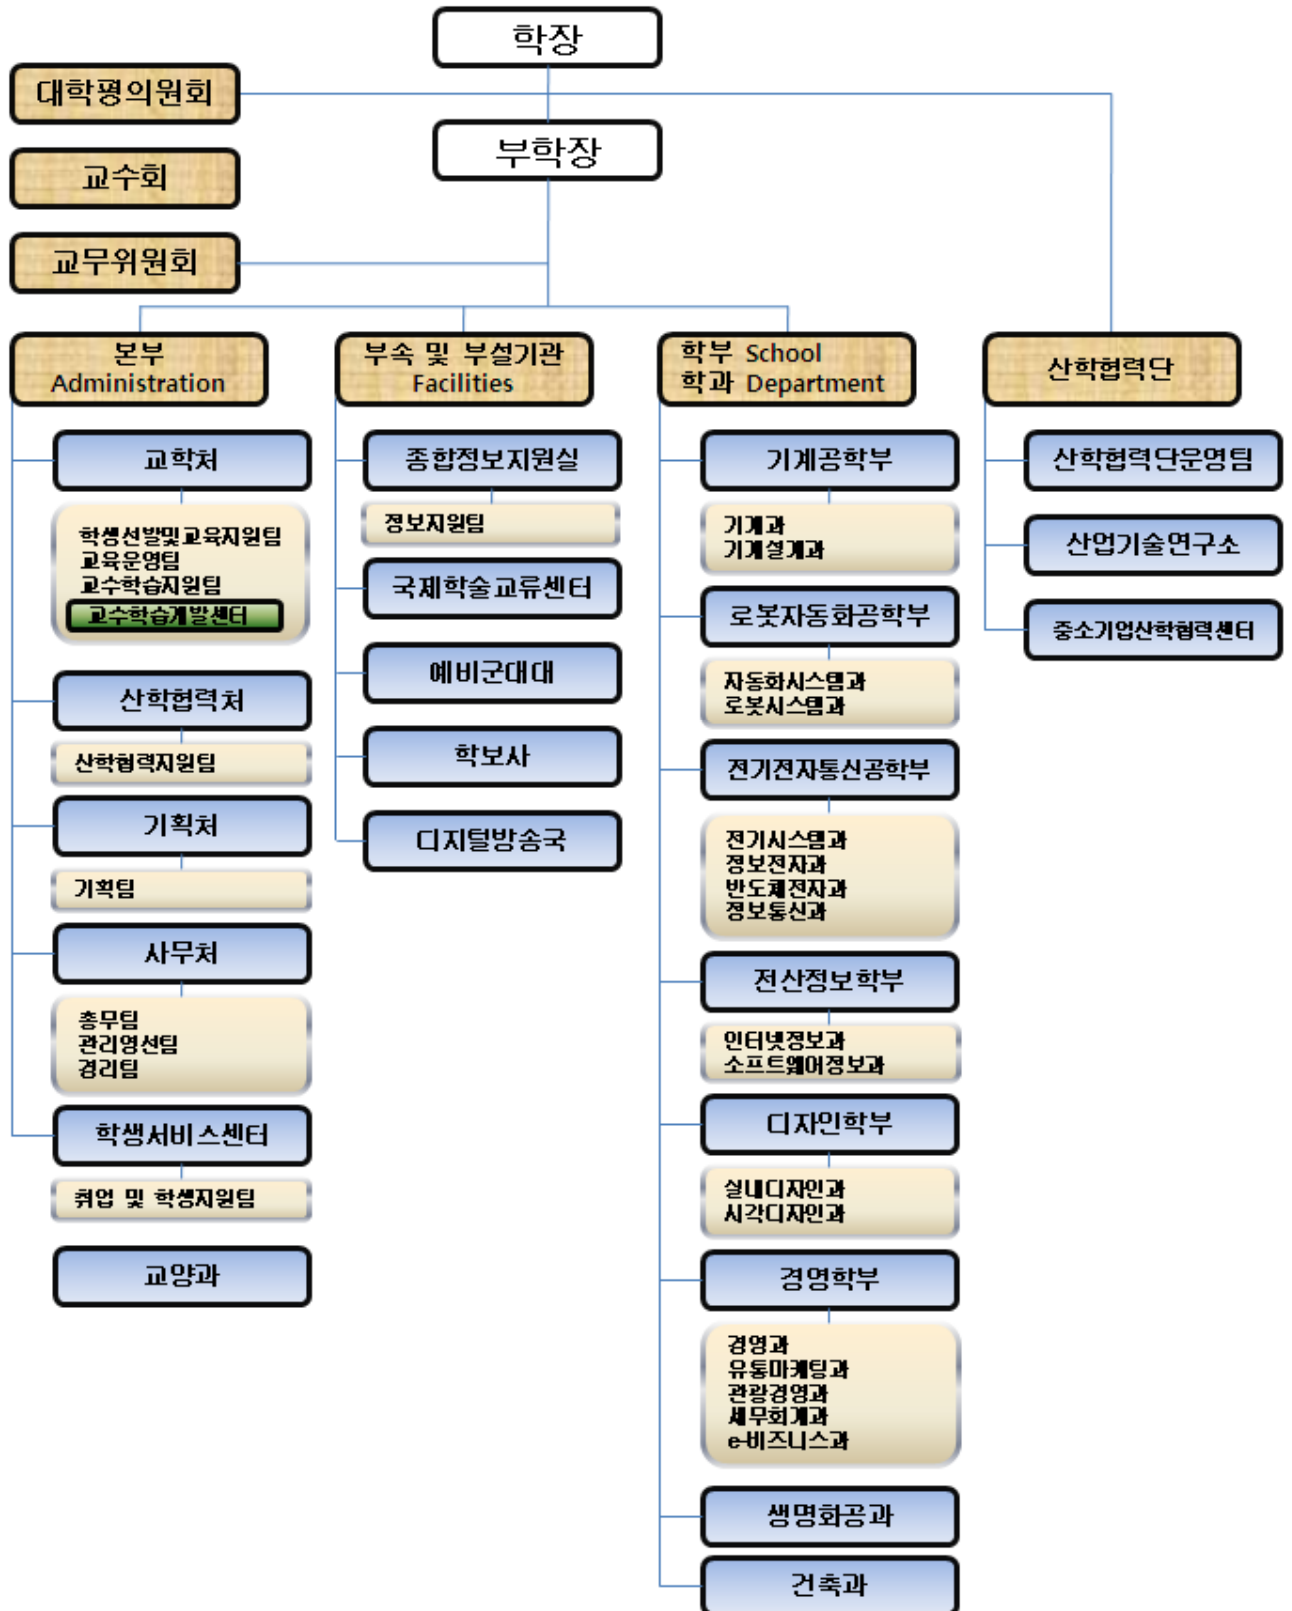 학장
대학평의원회
부학장
교수회
교무위원회
본부
Administration
교학처
학생선발및교육지원팀
교육운영팀
교수학습지원팀
교수학습개발센터
산학협력처
산학협력지원팀
기획처
기획팀
사무처
총무팀
관리영선팀
경리팀
학생서비스센터
취업 및 학생지원팀
교양과
부속 및 부설기관
Facilities
종합정보지원실
정보지원팀
국제학술교류센터
예비군대대
학보사
디지털방송국
학부 School
학과 Department
기계공학부
기계과
기계설계과
로봇자동화공학부
자동화시스템과
로봇시스템과
전기전자통신공학부
전기시스템과
정보전자과
반도체전자과
정보통신과
전산정보학부
인터넷정보과
소프트웨어정보과
디자인학부
실내디자인과
시각디자인과
경영학부
경영과
유통마케팅과
관광경영과
세무회계과
e-비즈니스과
생명화공과
건축과
산학협력단
산학협력단운영팀
산업기술연구소
중소기업산학협력센터